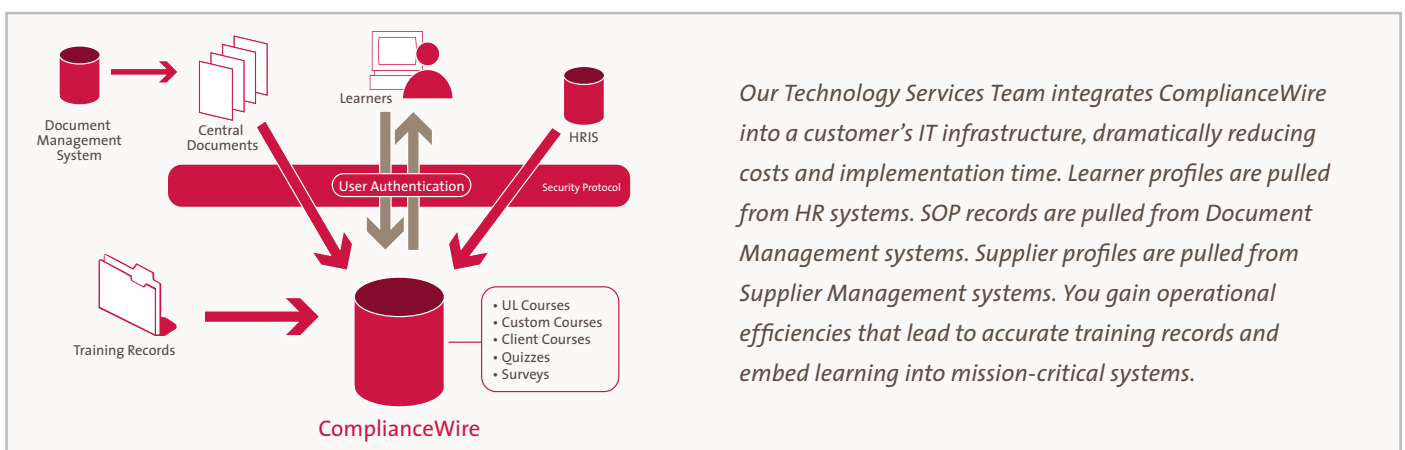 Learners
Document
Management
System
Central
Documents
HRIS
User Authentication
Security Protocol
Training Records
• UL Courses
• Custom Courses
• Client Courses
• Quizzes
• Surveys
ComplianceWire
Our Technology Services Team integrates ComplianceWire
into a customer’s IT infrastructure, dramatically reducing
costs and implementation time. Learner profiles are pulled
from HR systems. SOP records are pulled from Document
Management systems. Supplier profiles are pulled from
Supplier Management systems. You gain operational
efficiencies that lead to accurate training records and
embed learning into mission-critical systems.